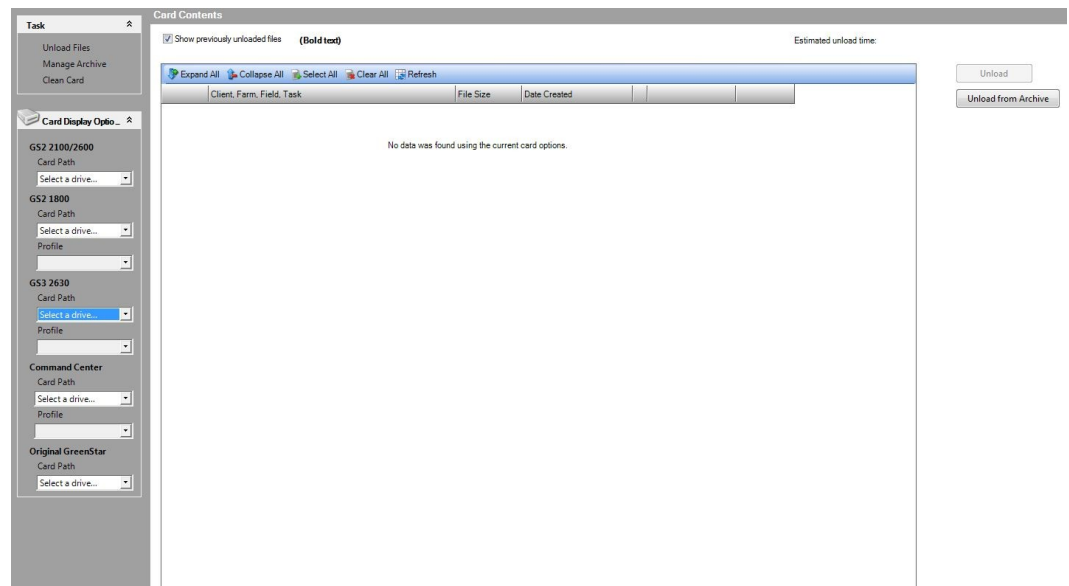 Task
Unload Files
Manage Archive
Clean Card
Card Display Optio_
GS2 2100/2600
Card Path
Select a drive...
GS2 1800
Card Path
Select a drive...
Profile
GS3 2630
Card Path
Select a drive...
Profile
Command Center
Card Path
Select a drive...
Profile
Original GreenStar
Card Path
Select a drive...
Card Contents
Show previously unloaded files (Bold text) Estimated unload time:
Expand All Collapse All Select All Clear All Refresh
Client, Farm, Field, Task File Size Date Created
No data was found using the current card options.
Unload
Unload from Archive